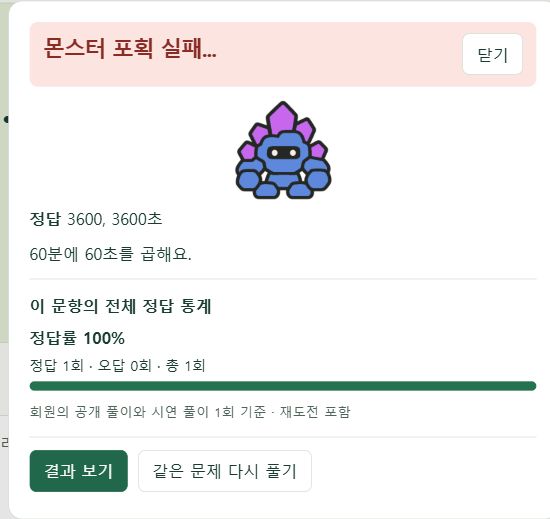 몬스터 포획 실패...
닫기
정답 3600, 3600초
60분에 60초를 곱해요.
이 문항의 전체 정답 통계
정답률 100%
정답 1회 · 오답 0회 · 총 1회
회원의 공개 풀이와 시연 풀이 1회 기준 · 재도전 포함
결과 보기
같은 문제 다시 풀기